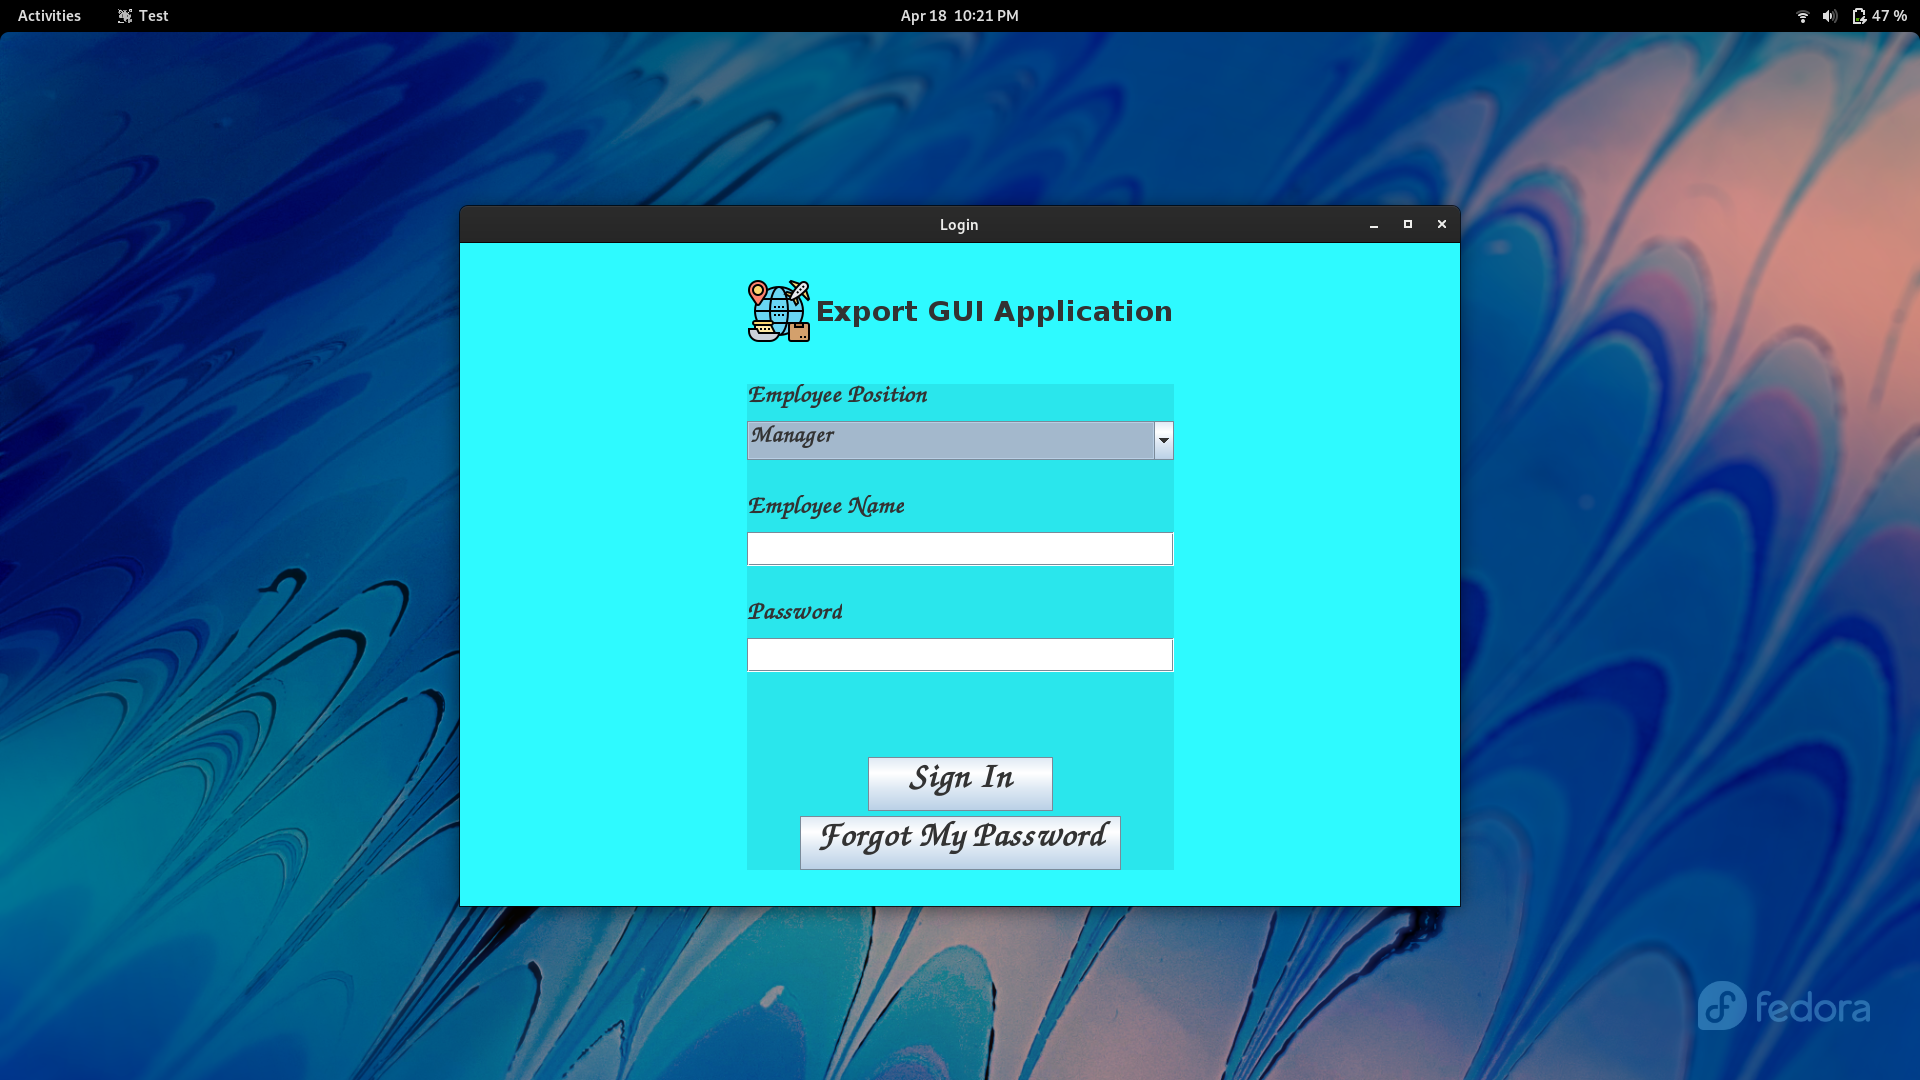 Activities Test Apr 18 10:21 PM 47 %
Login
Export GUI Application
Employee Position
Manager
Employee Name
Password
Sign In
Forgot My Password
fedora